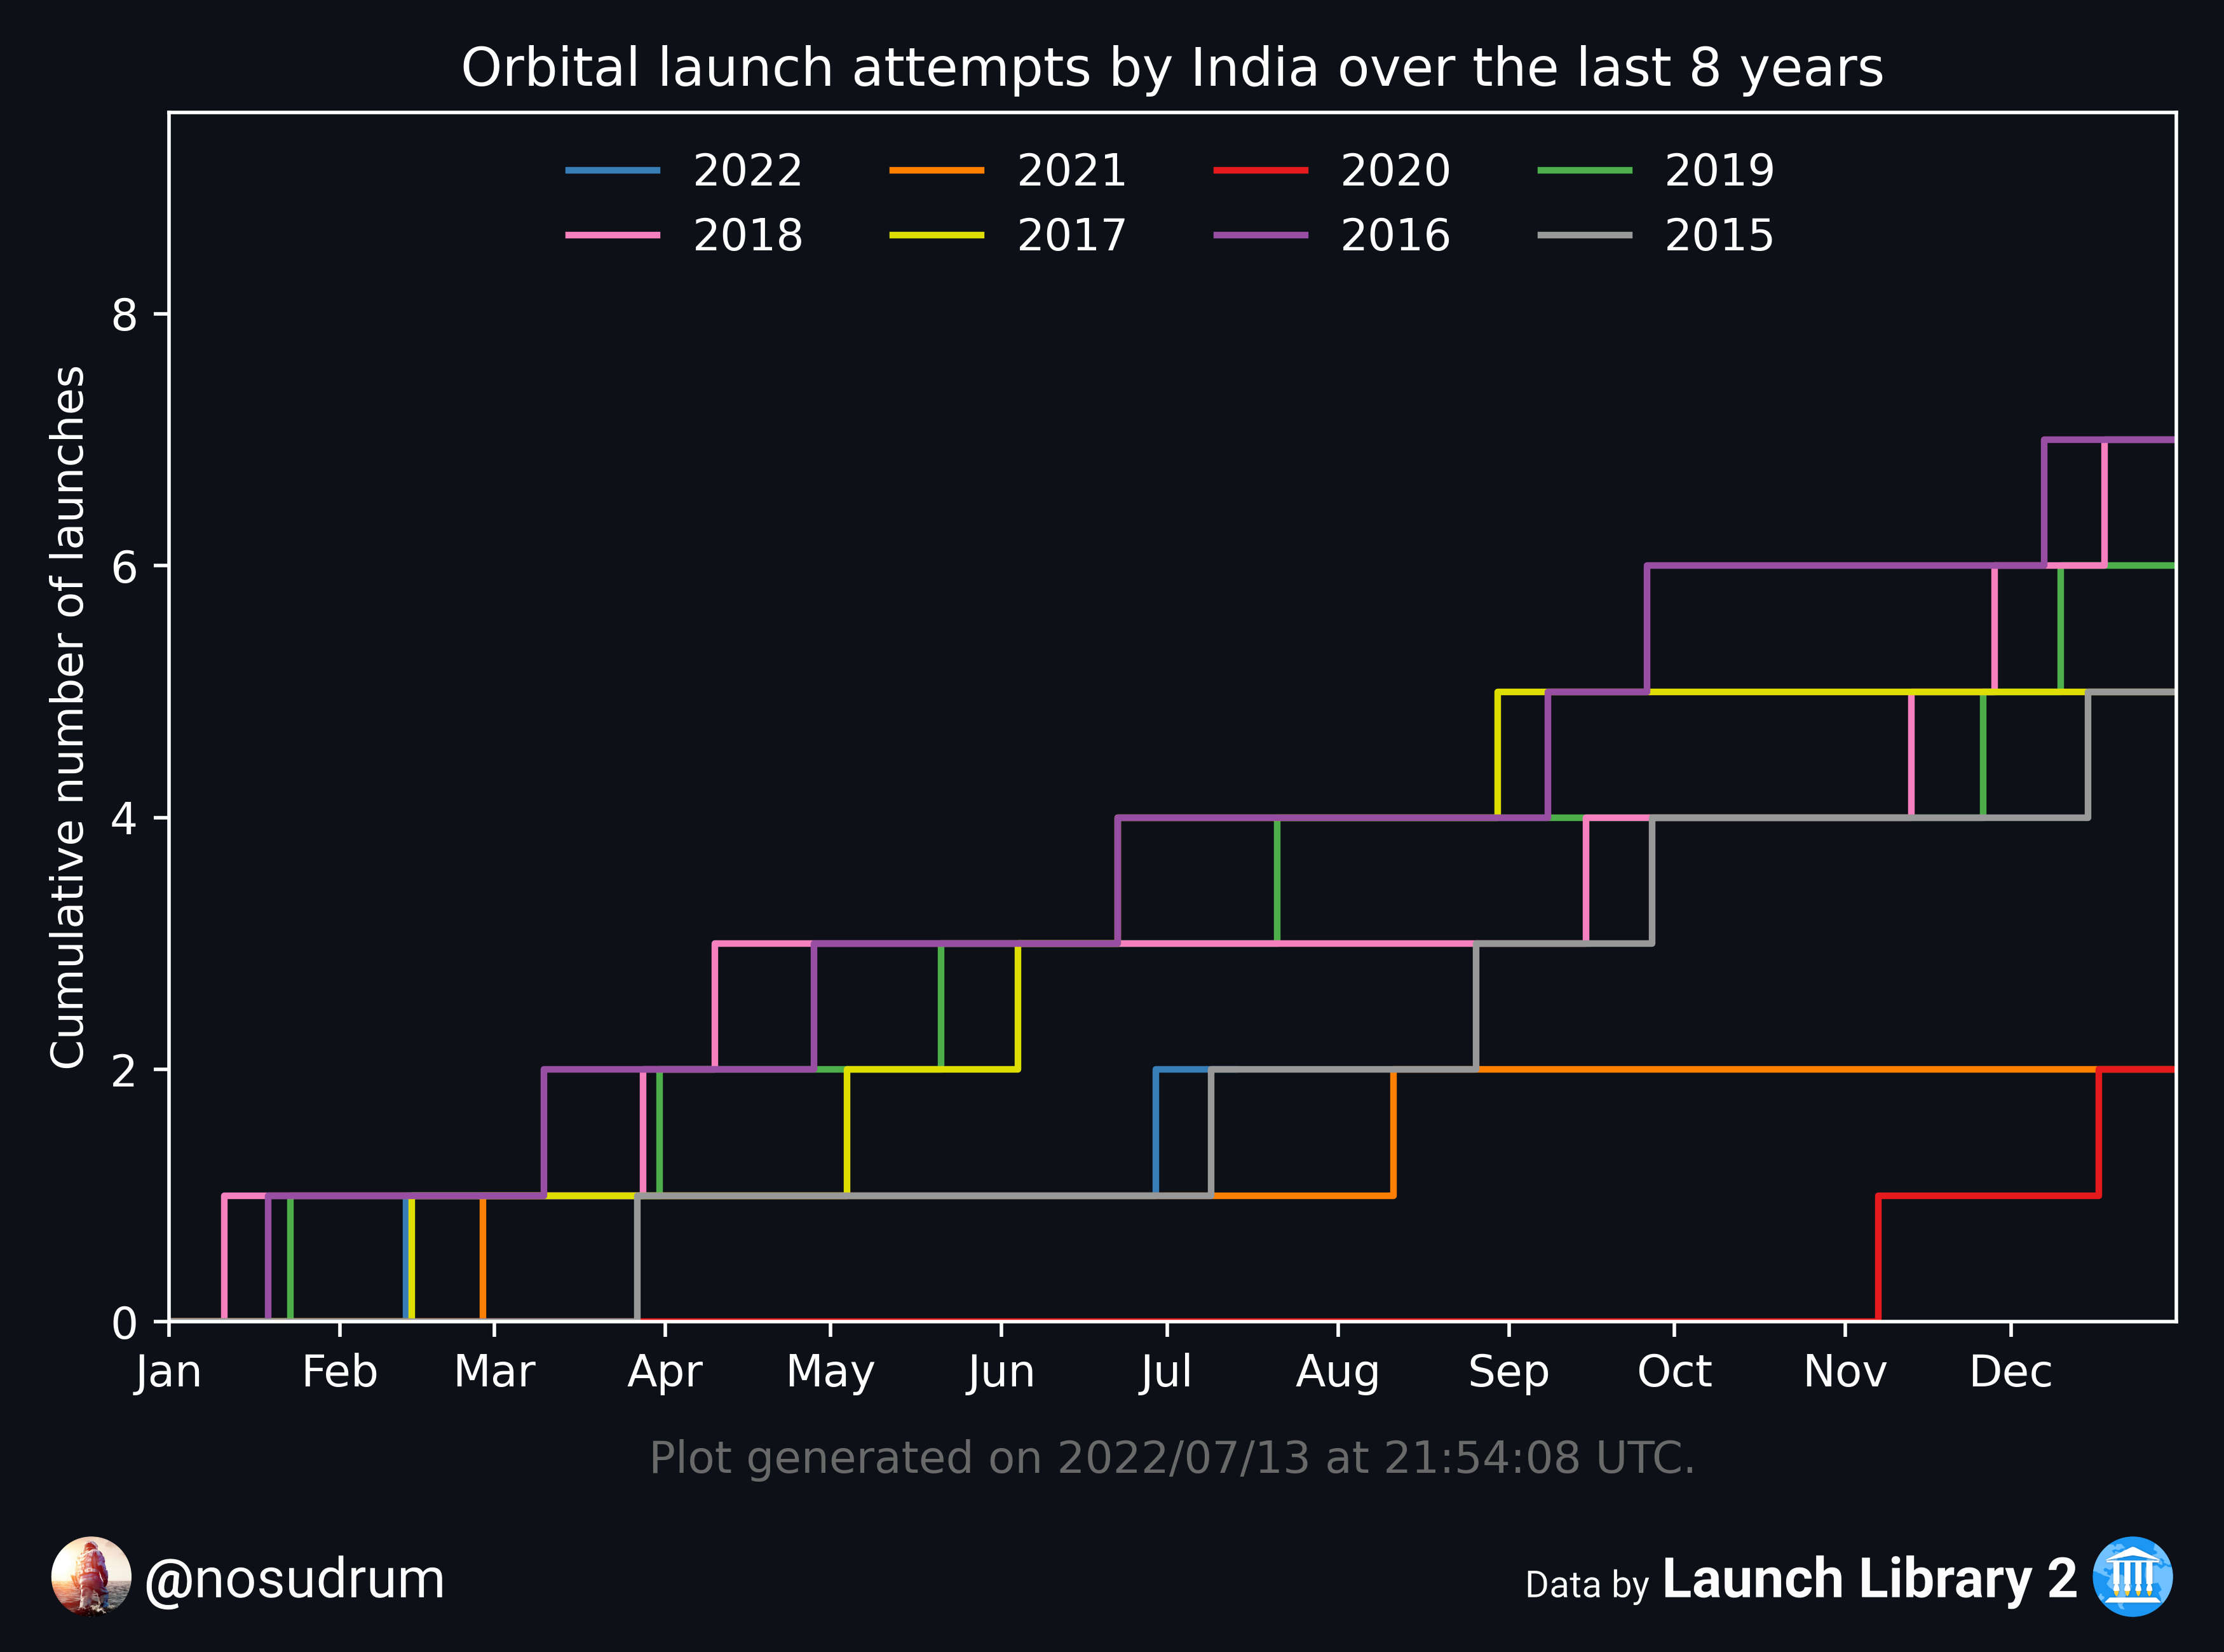 Orbital launch attempts by India over the last 8 years
2022 2021 2020 2019
2018 2017 2016 2015
Cumulative number of launches
8
6
4
2
0
Jan Feb Mar Apr May Jun Jul Aug Sep Oct Nov Dec
Plot generated on 2022/07/13 at 21:54:08 UTC.
@nosudrum
Data by Launch Library 2